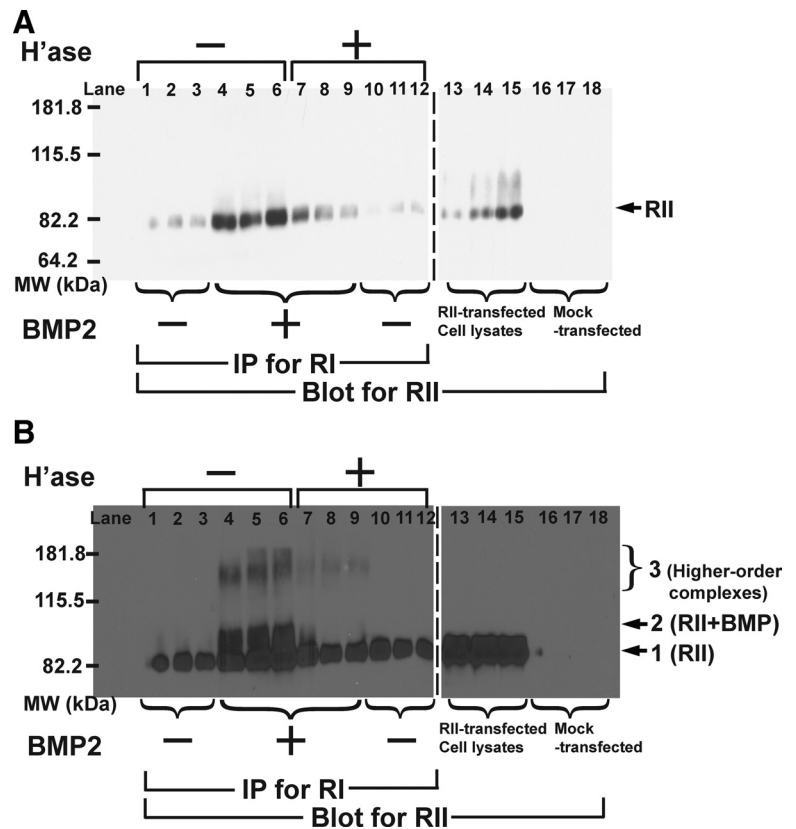 A
H'ase − +
Lane 1 2 3 4 5 6 7 8 9 10 11 12 13 14 15 16 17 18
181.8
115.5
82.2
64.2
MW (kDa)
RII
BMP2 − + −
RII-transfected Cell lysates
Mock -transfected
IP for RI
Blot for RII
B
H'ase − +
Lane 1 2 3 4 5 6 7 8 9 10 11 12 13 14 15 16 17 18
181.8
115.5
82.2
MW (kDa)
3 (Higher-order complexes)
2 (RII+BMP)
1 (RII)
BMP2 − + −
RII-transfected Cell lysates
Mock -transfected
IP for RI
Blot for RII